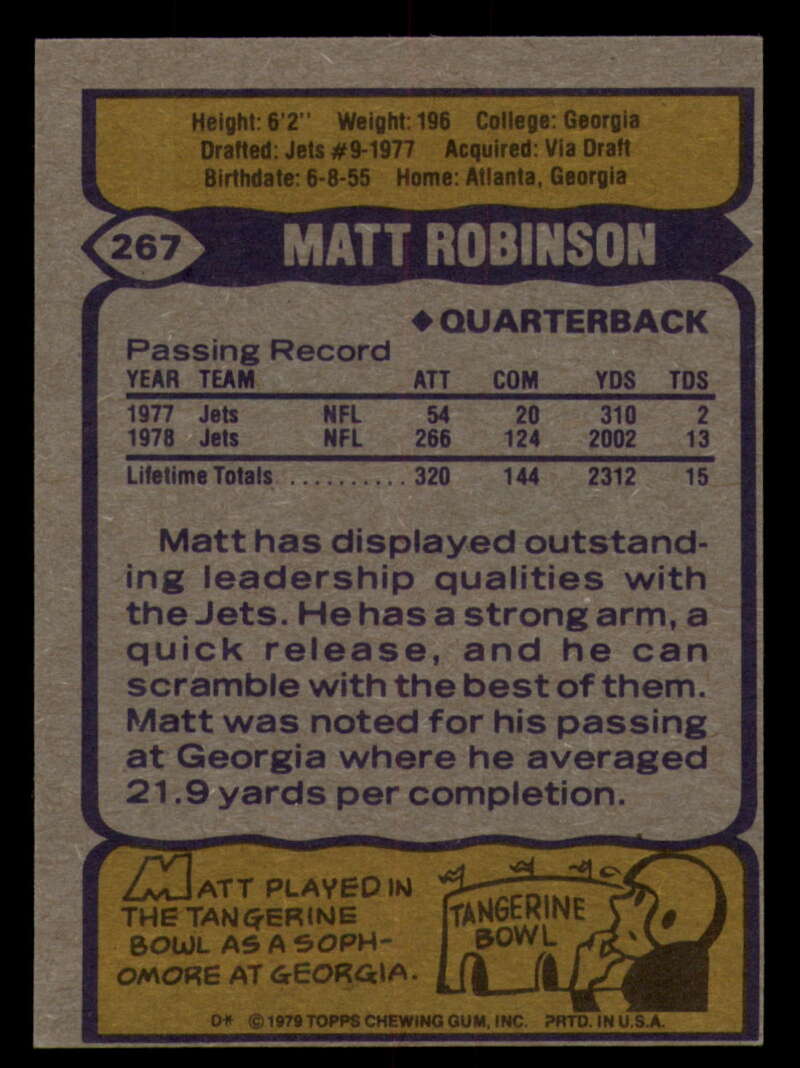 Height: 6'2'' Weight: 196 College: Georgia
Drafted: Jets #9-1977 Acquired: Via Draft
Birthdate: 6-8-55 Home: Atlanta, Georgia
267 MATT ROBINSON
◆QUARTERBACK
Passing Record
YEAR TEAM ATT COM YDS TDS
1977 Jets NFL 54 20 310 2
1978 Jets NFL 266 124 2002 13
Lifetime Totals .......... 320 144 2312 15
Matt has displayed outstand-
ing leadership qualities with
the Jets. He has a strong arm, a
quick release, and he can
scramble with the best of them.
Matt was noted for his passing
at Georgia where he averaged
21.9 yards per completion.
MATT PLAYED IN
THE TANGERINE
BOWL AS A SOPH-
OMORE AT GEORGIA.
TANGERINE
BOWL
D* © 1979 TOPPS CHEWING GUM, INC. PRTD. IN U.S.A.